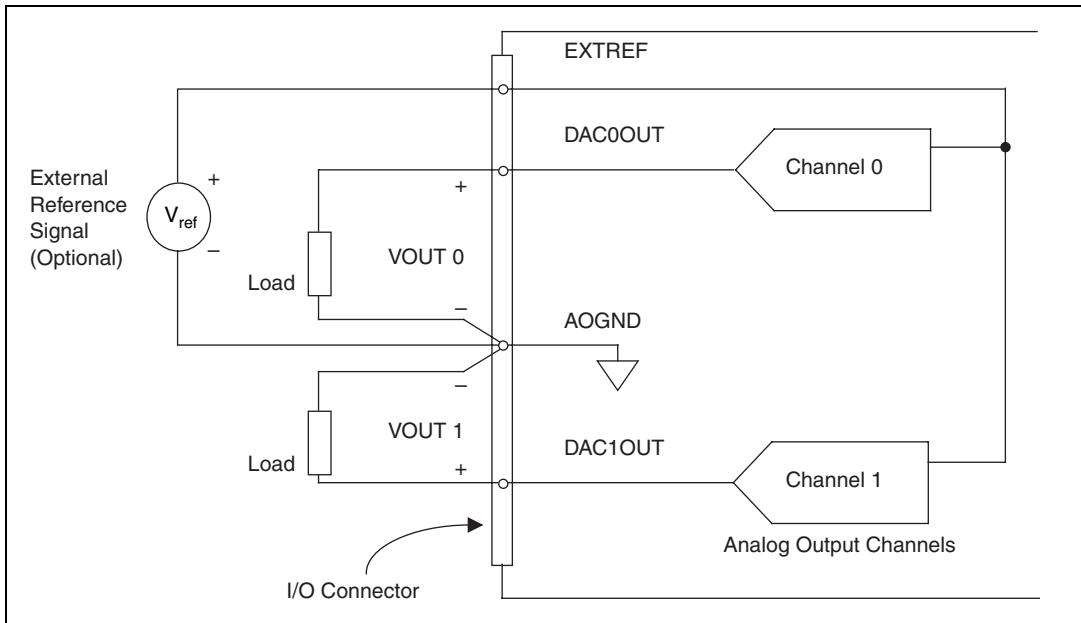 EXTREF
DAC0OUT
Channel 0
External
Reference
Signal
(Optional)
+
Vref
–
+
VOUT 0
Load
–
AOGND
–
VOUT 1
Load
+
DAC1OUT
Channel 1
Analog Output Channels
I/O Connector